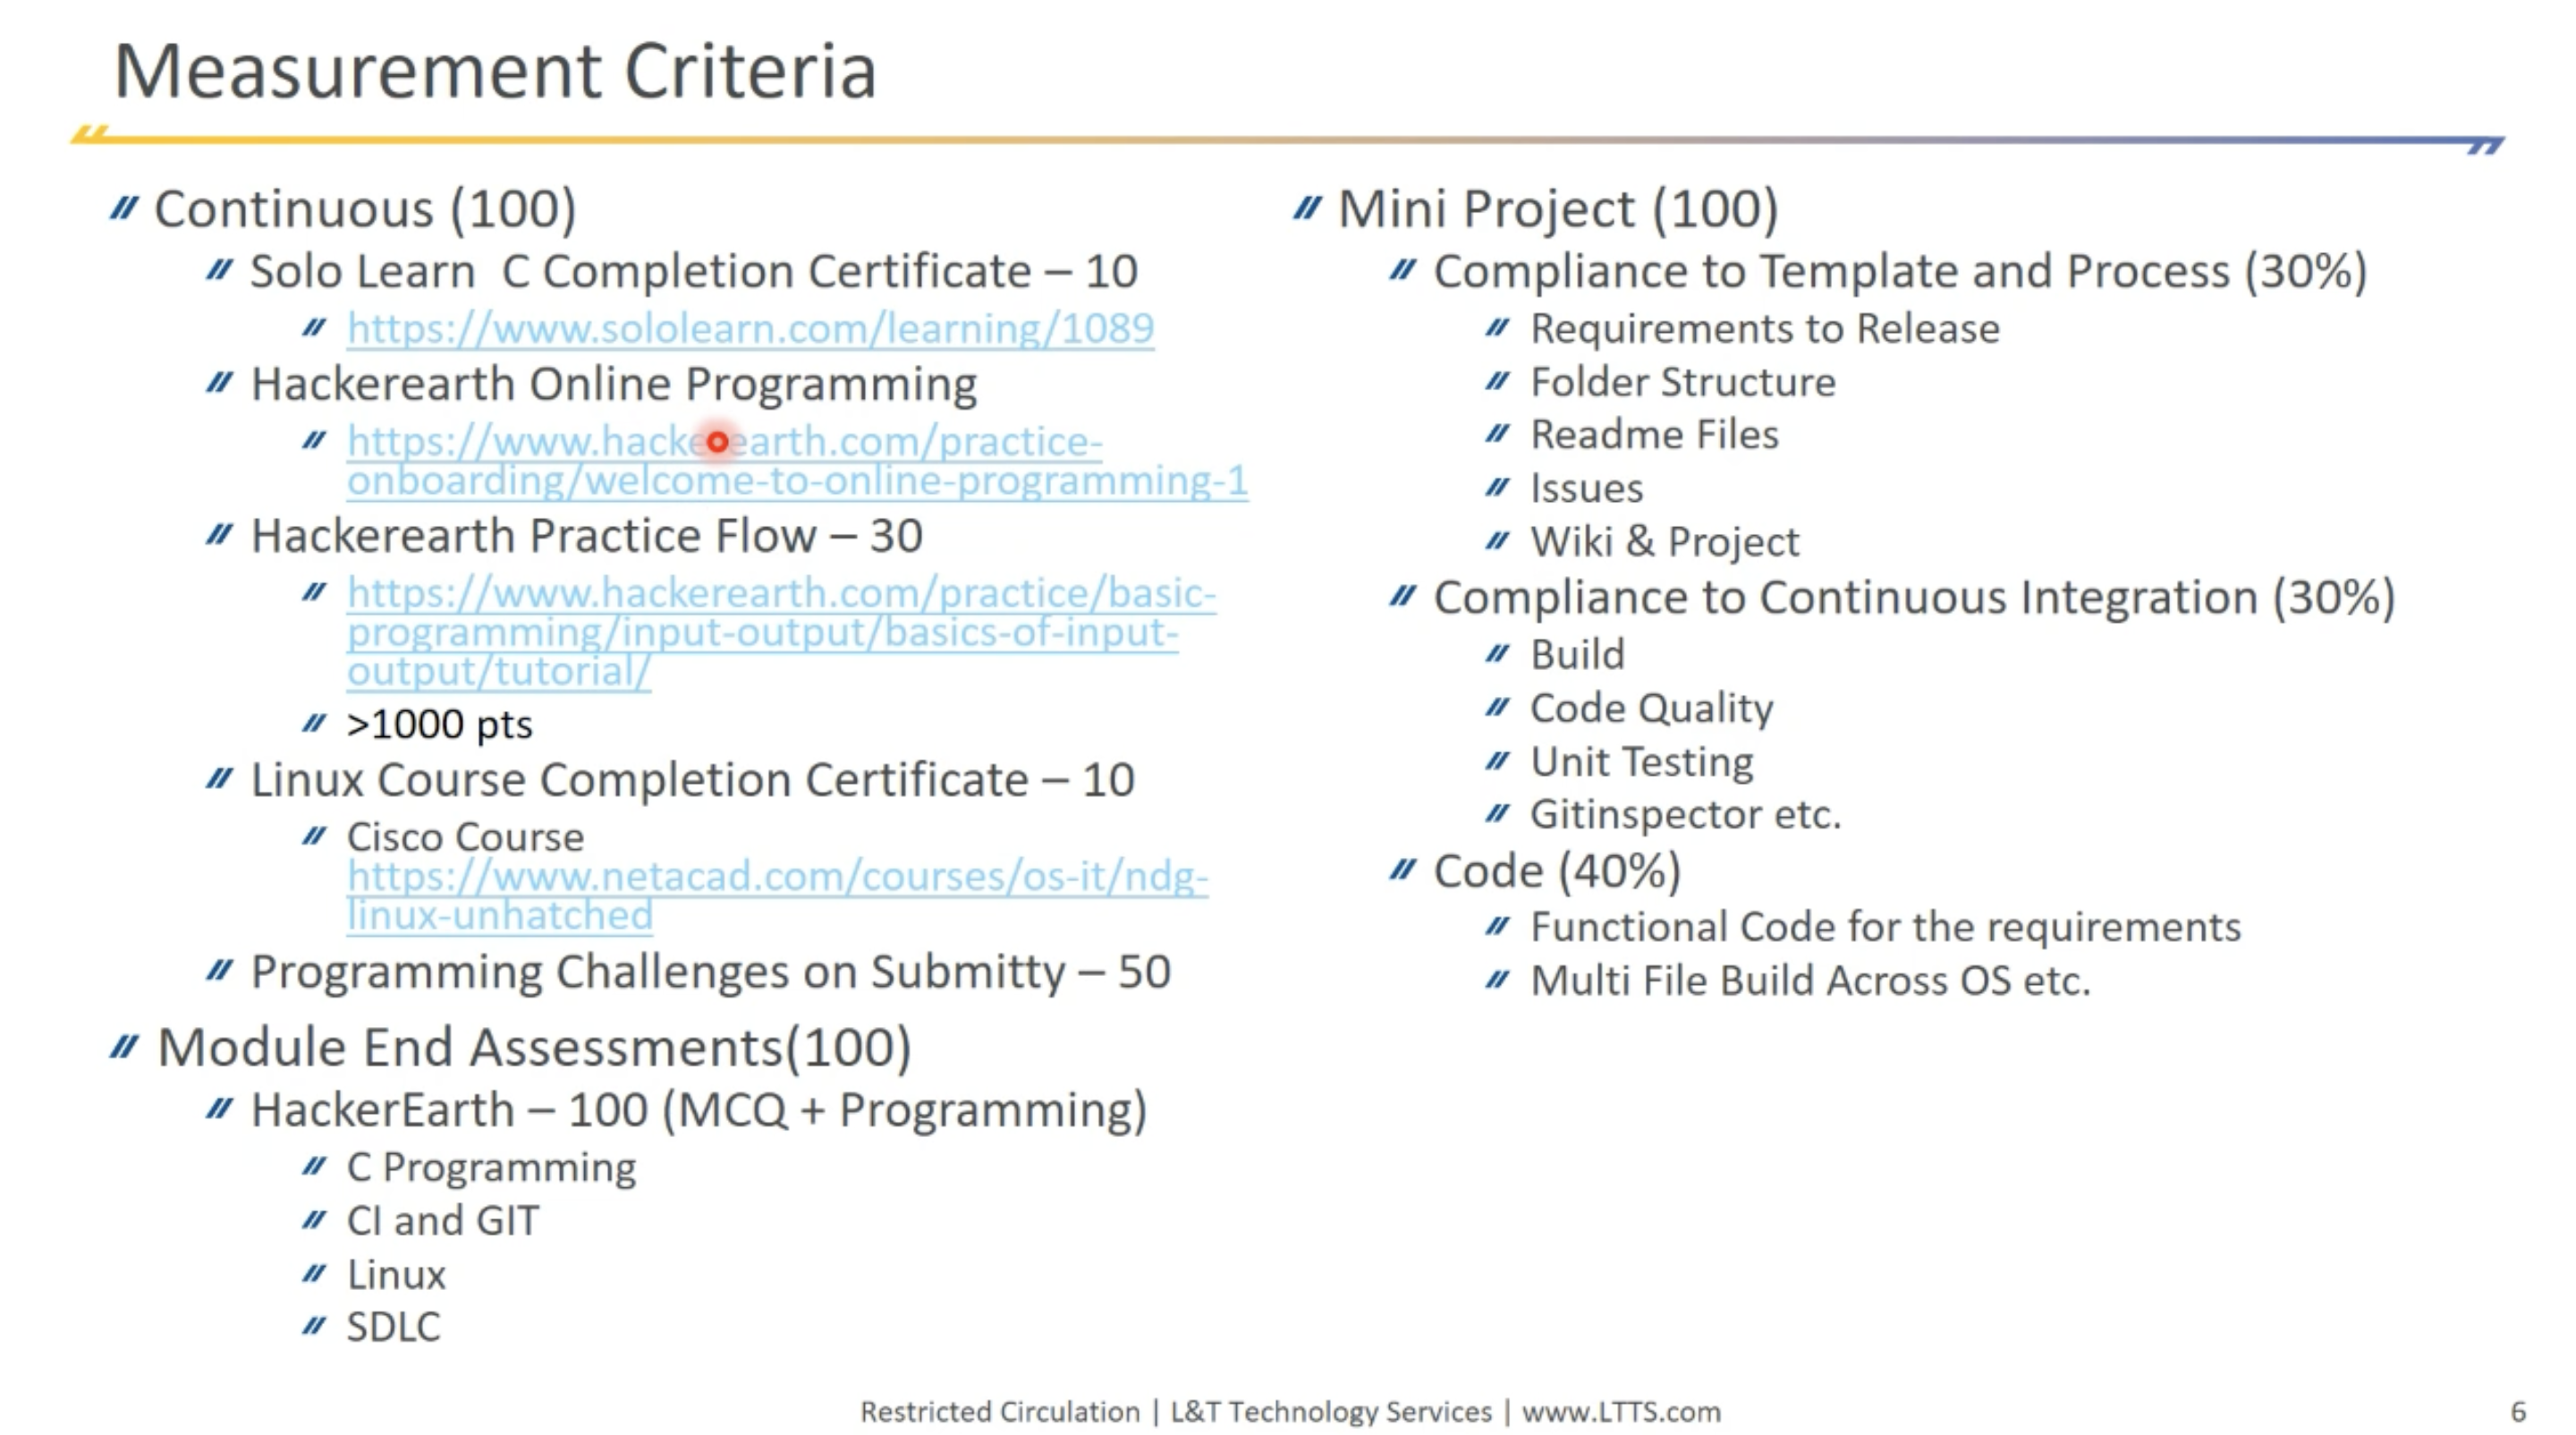 Measurement Criteria
Continuous (100)
Solo Learn  C Completion Certificate – 10
https://www.sololearn.com/learning/1089
Hackerearth Online Programming
https://www.hackerearth.com/practice-
onboarding/welcome-to-online-programming-1
Hackerearth Practice Flow – 30
https://www.hackerearth.com/practice/basic-
programming/input-output/basics-of-input-
output/tutorial/
>1000 pts
Linux Course Completion Certificate – 10
Cisco Course
https://www.netacad.com/courses/os-it/ndg-
linux-unhatched
Programming Challenges on Submitty – 50
Module End Assessments(100)
HackerEarth – 100 (MCQ + Programming)
C Programming
CI and GIT
Linux
SDLC
Mini Project (100)
Compliance to Template and Process (30%)
Requirements to Release
Folder Structure
Readme Files
Issues
Wiki & Project
Compliance to Continuous Integration (30%)
Build
Code Quality
Unit Testing
Gitinspector etc.
Code (40%)
Functional Code for the requirements
Multi File Build Across OS etc.
Restricted Circulation | L&T Technology Services | www.LTTS.com
6